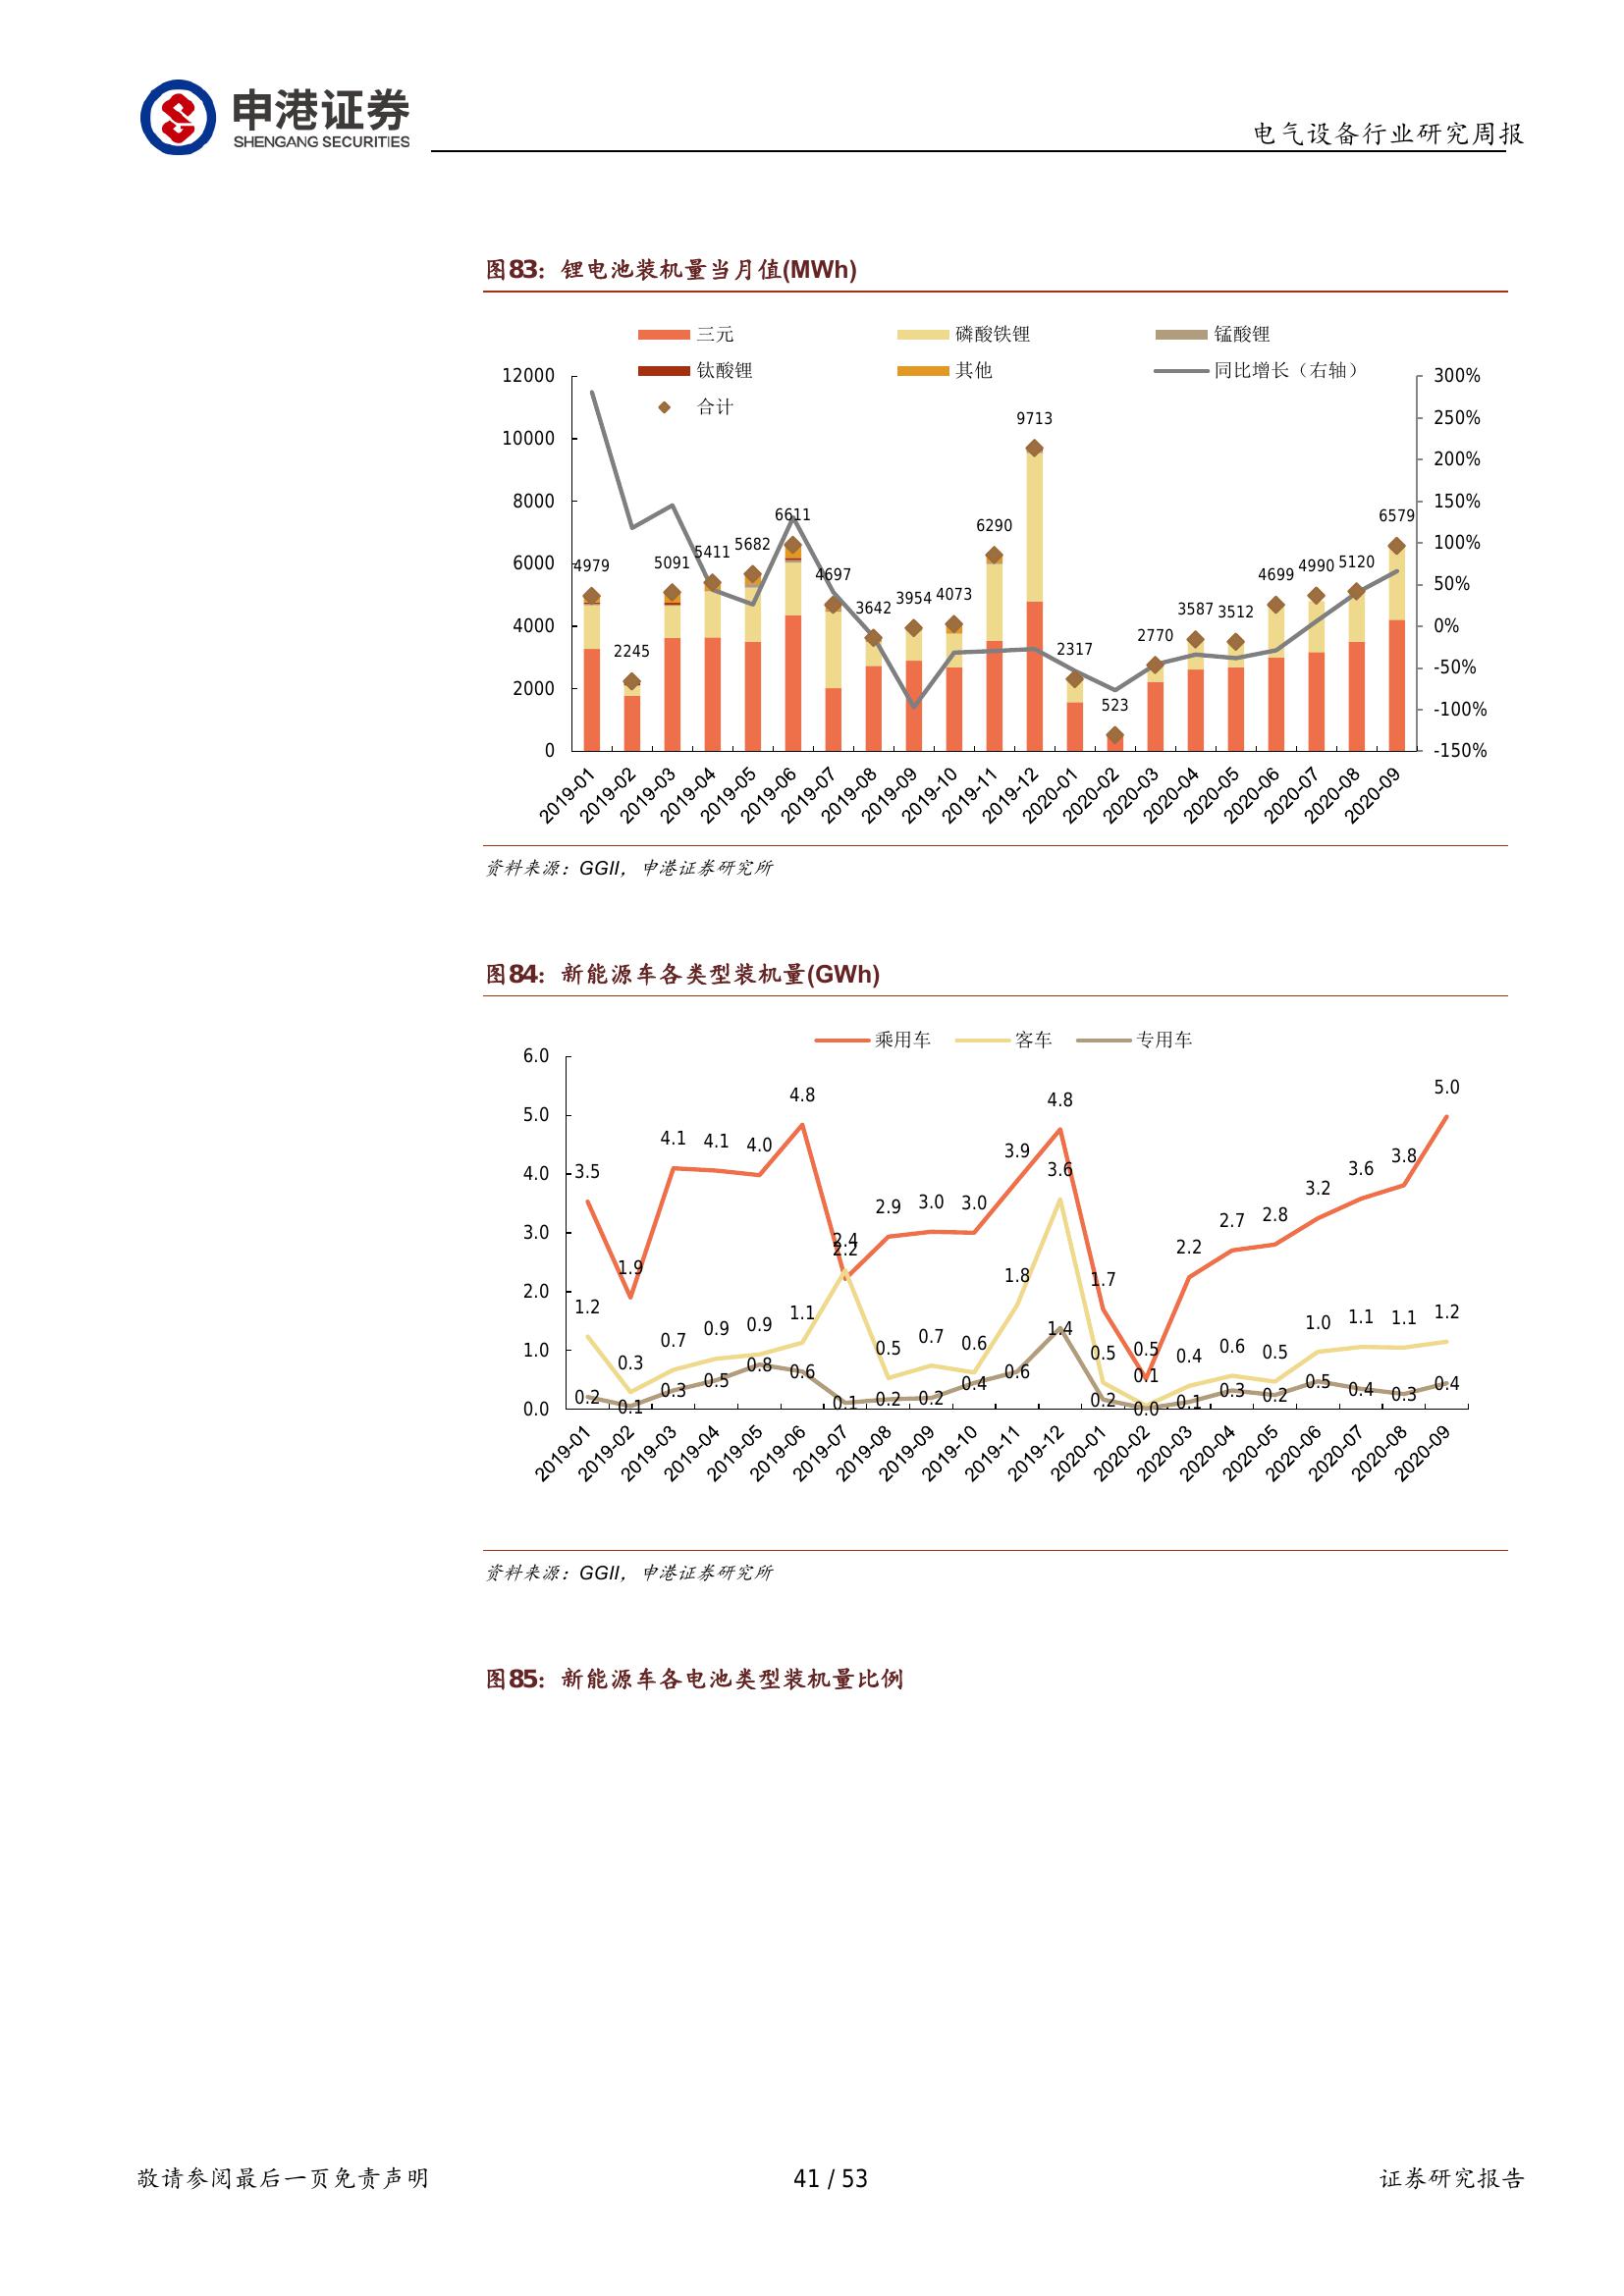 申港证券
SHENGANG SECURITIES
电气设备行业研究周报
图83：锂电池装机量当月值(MWh)
三元 磷酸铁锂 锰酸锂
钛酸锂 其他 同比增长（右轴）
合计
12000 300%
250%
10000 200%
8000 150%
100%
6000 50%
4000 0%
-50%
2000 -100%
0 -150%
4979 2245 5091 5411 5682 6611 4697 3642 3954 4073 6290 9713 2317 523 2770 3587 3512 4699 4990 5120 6579
2019-01 2019-02 2019-03 2019-04 2019-05 2019-06 2019-07 2019-08 2019-09 2019-10 2019-11 2019-12 2020-01 2020-02 2020-03 2020-04 2020-05 2020-06 2020-07 2020-08 2020-09
资料来源：GGII，申港证券研究所
图84：新能源车各类型装机量(GWh)
乘用车 客车 专用车
6.0
5.0
4.0
3.0
2.0
1.0
0.0
3.5 1.9 4.1 4.1 4.0 4.8 2.2 2.9 3.0 3.0 3.9 4.8 1.7 0.5 2.2 2.7 2.8 3.2 3.6 3.8 5.0
1.2 0.3 0.7 0.9 0.9 1.1 2.4 0.5 0.7 0.6 1.8 3.6 0.5 0.1 0.4 0.6 0.5 1.0 1.1 1.1 1.2
0.2 0.1 0.3 0.5 0.8 0.6 0.1 0.2 0.2 0.4 0.6 1.4 0.2 0.0 0.1 0.3 0.2 0.5 0.4 0.3 0.4
2019-01 2019-02 2019-03 2019-04 2019-05 2019-06 2019-07 2019-08 2019-09 2019-10 2019-11 2019-12 2020-01 2020-02 2020-03 2020-04 2020-05 2020-06 2020-07 2020-08 2020-09
资料来源：GGII，申港证券研究所
图85：新能源车各电池类型装机量比例
敬请参阅最后一页免责声明 41 / 53 证券研究报告